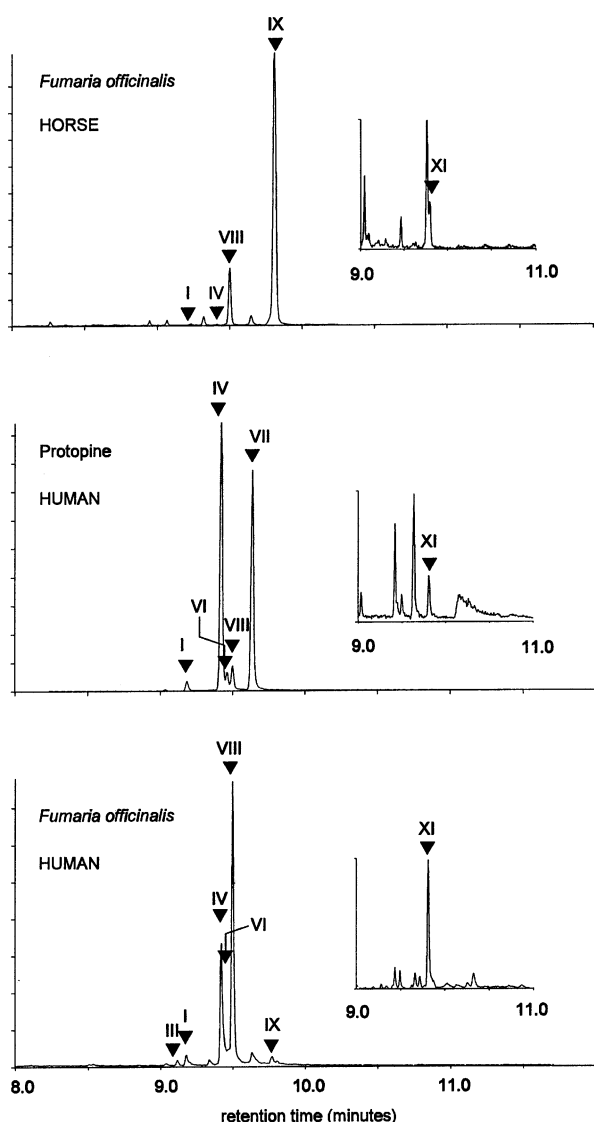 IX
Fumaria officinalis
HORSE
XI
VIII
I
IV
9.0
11.0
IV
Protopine
VII
HUMAN
XI
VI
VIII
I
9.0
11.0
VIII
Fumaria officinalis
XI
HUMAN
IV
VI
I
III
IX
9.0
11.0
8.0 9.0 10.0 11.0
retention time (minutes)